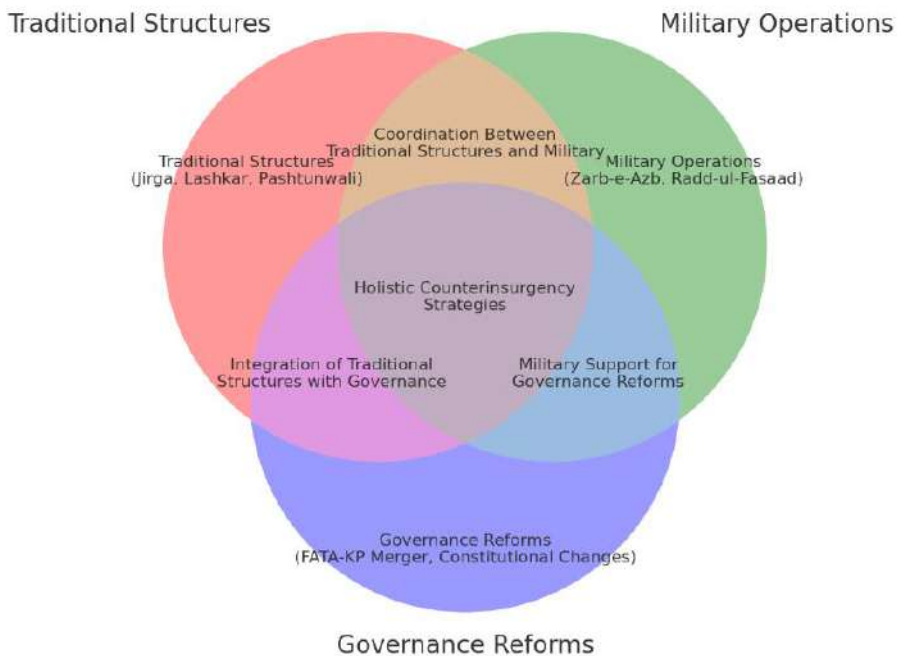 Traditional Structures
Military Operations
Coordination Between
Traditional Structures and Military
Traditional Structures
(Jirga, Lashkar, Pashtunwali)
Military Operations
(Zarb-e-Azb, Radd-ul-Fasaad)
Holistic Counterinsurgency
Strategies
Integration of Traditional
Structures with Governance
Military Support for
Governance Reforms
Governance Reforms
(FATA-KP Merger, Constitutional Changes)
Governance Reforms